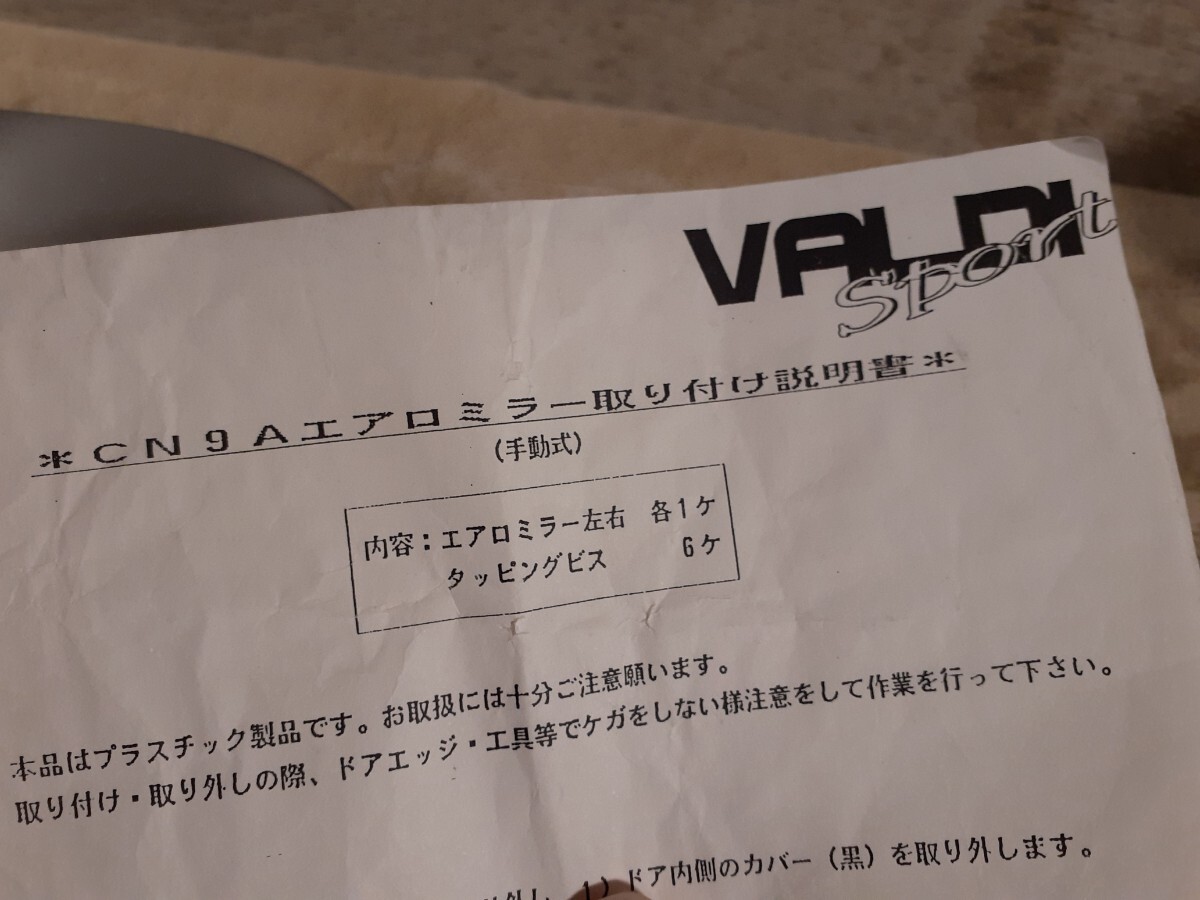 VALDI
Sport
＊ＣＮ９Ａエアロミラー取り付け説明書＊
(手動式)
内容：エアロミラー左右　各１ケ
タッピングビス　６ケ
本品はプラスチック製品です。お取扱には十分ご注意願います。
取り付け・取り外しの際、ドアエッジ・工具等でケガをしない様注意をして作業を行って下さい。
1) ドア内側のカバー（黒）を取り外します。